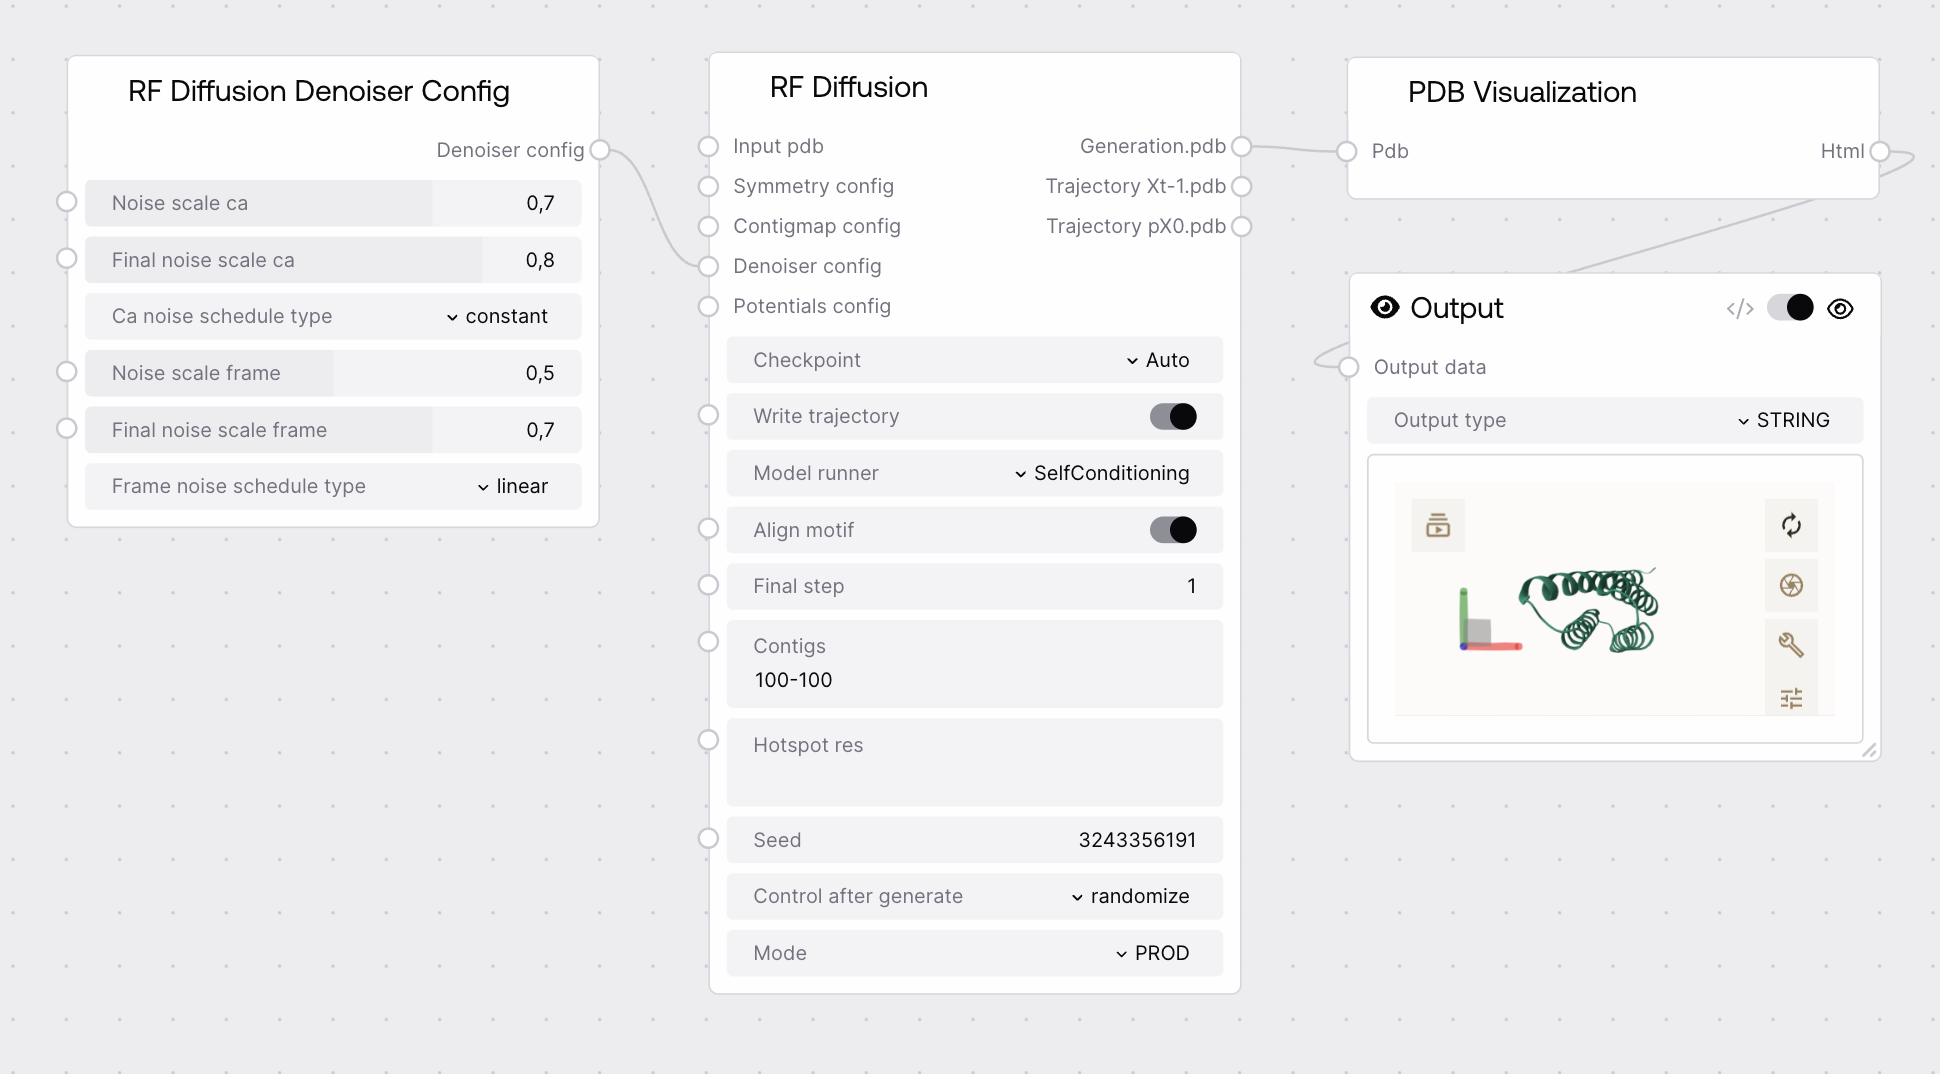 RF Diffusion Denoiser Config
Denoiser config
Noise scale ca 0,7
Final noise scale ca 0,8
Ca noise schedule type constant
Noise scale frame 0,5
Final noise scale frame 0,7
Frame noise schedule type linear
RF Diffusion
Input pdb Generation.pdb
Symmetry config Trajectory Xt-1.pdb
Contigmap config Trajectory pX0.pdb
Denoiser config
Potentials config
Checkpoint Auto
Write trajectory
Model runner SelfConditioning
Align motif
Final step 1
Contigs
100-100
Hotspot res
Seed 3243356191
Control after generate randomize
Mode PROD
PDB Visualization
Pdb Html
Output </>
Output data
Output type STRING